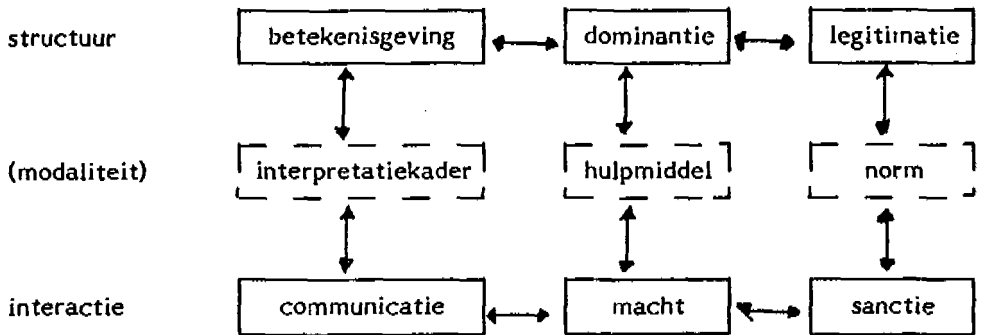 structuur betekenisgeving dominantie legitimatie
(modaliteit) interpretatiekader hulpmiddel norm
interactie communicatie macht sanctie